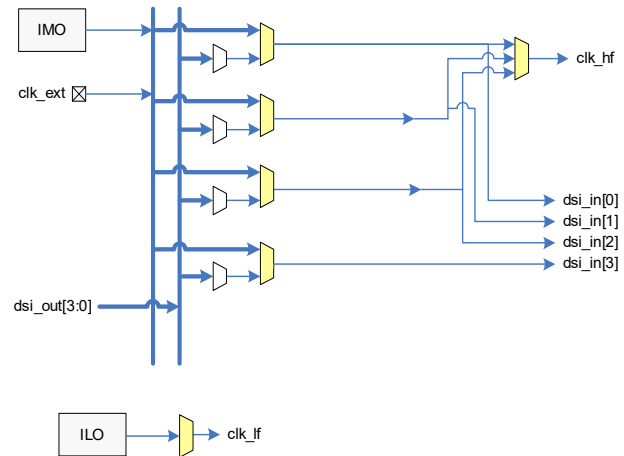 IMO
clk_hf
clk_ext
dsi_in[0]
dsi_in[1]
dsi_in[2]
dsi_in[3]
dsi_out[3:0]
ILO
clk_lf